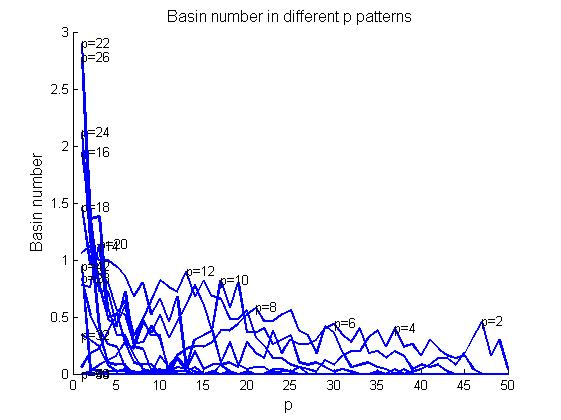 Basin number in different p patterns
3
p=22
p=26
2.5
p=24
2
p=16
p=18
1.5
p=20
1
p=12
p=10
p=8
0.5
p=6
p=4
p=2
0
0 5 10 15 20 25 30 35 40 45 50
Basin number
p